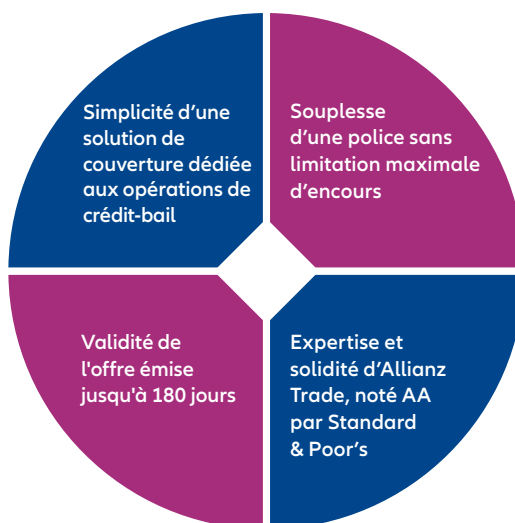 Simplicité d’une
solution de
couverture dédiée
aux opérations de
crédit-bail
Souplesse
d’une police sans
limitation maximale
d’encours
Validité de
l'offre émise
jusqu'à 180 jours
Expertise et
solidité d’Allianz
Trade, noté AA
par Standard
& Poor’s